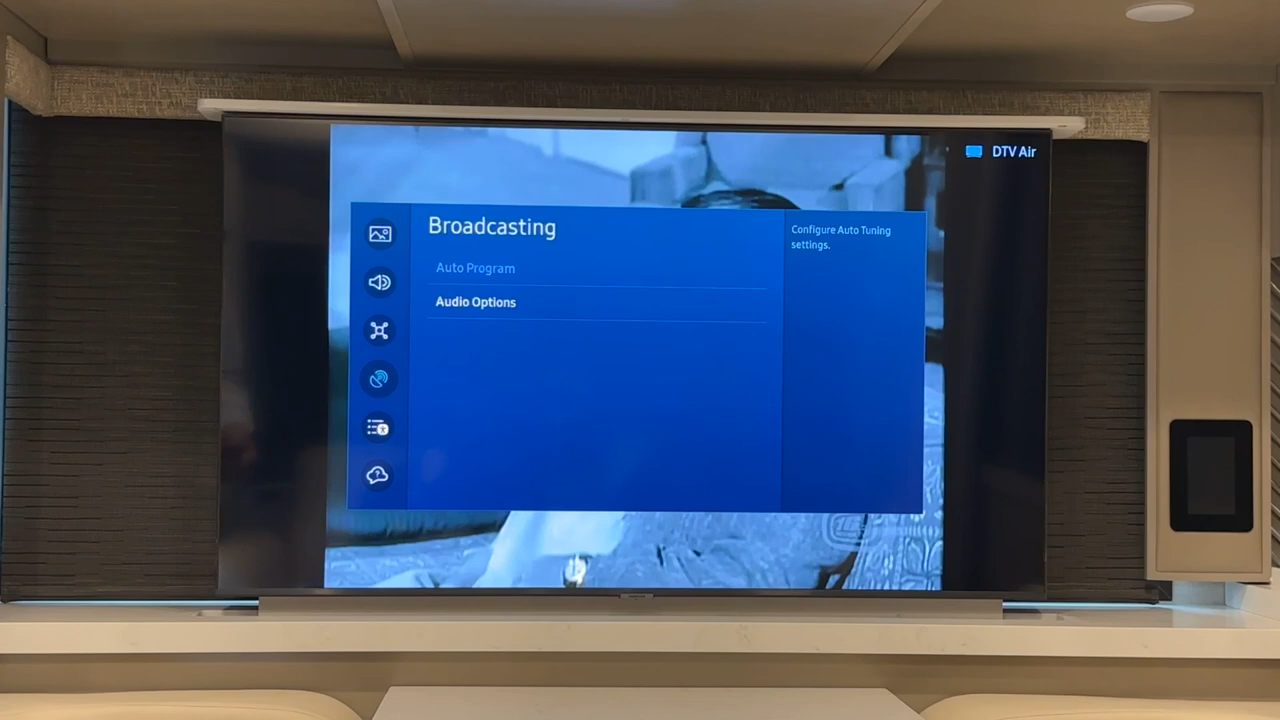 DTV Air
Broadcasting
Auto Program
Audio Options
Configure Auto Tuning
settings.